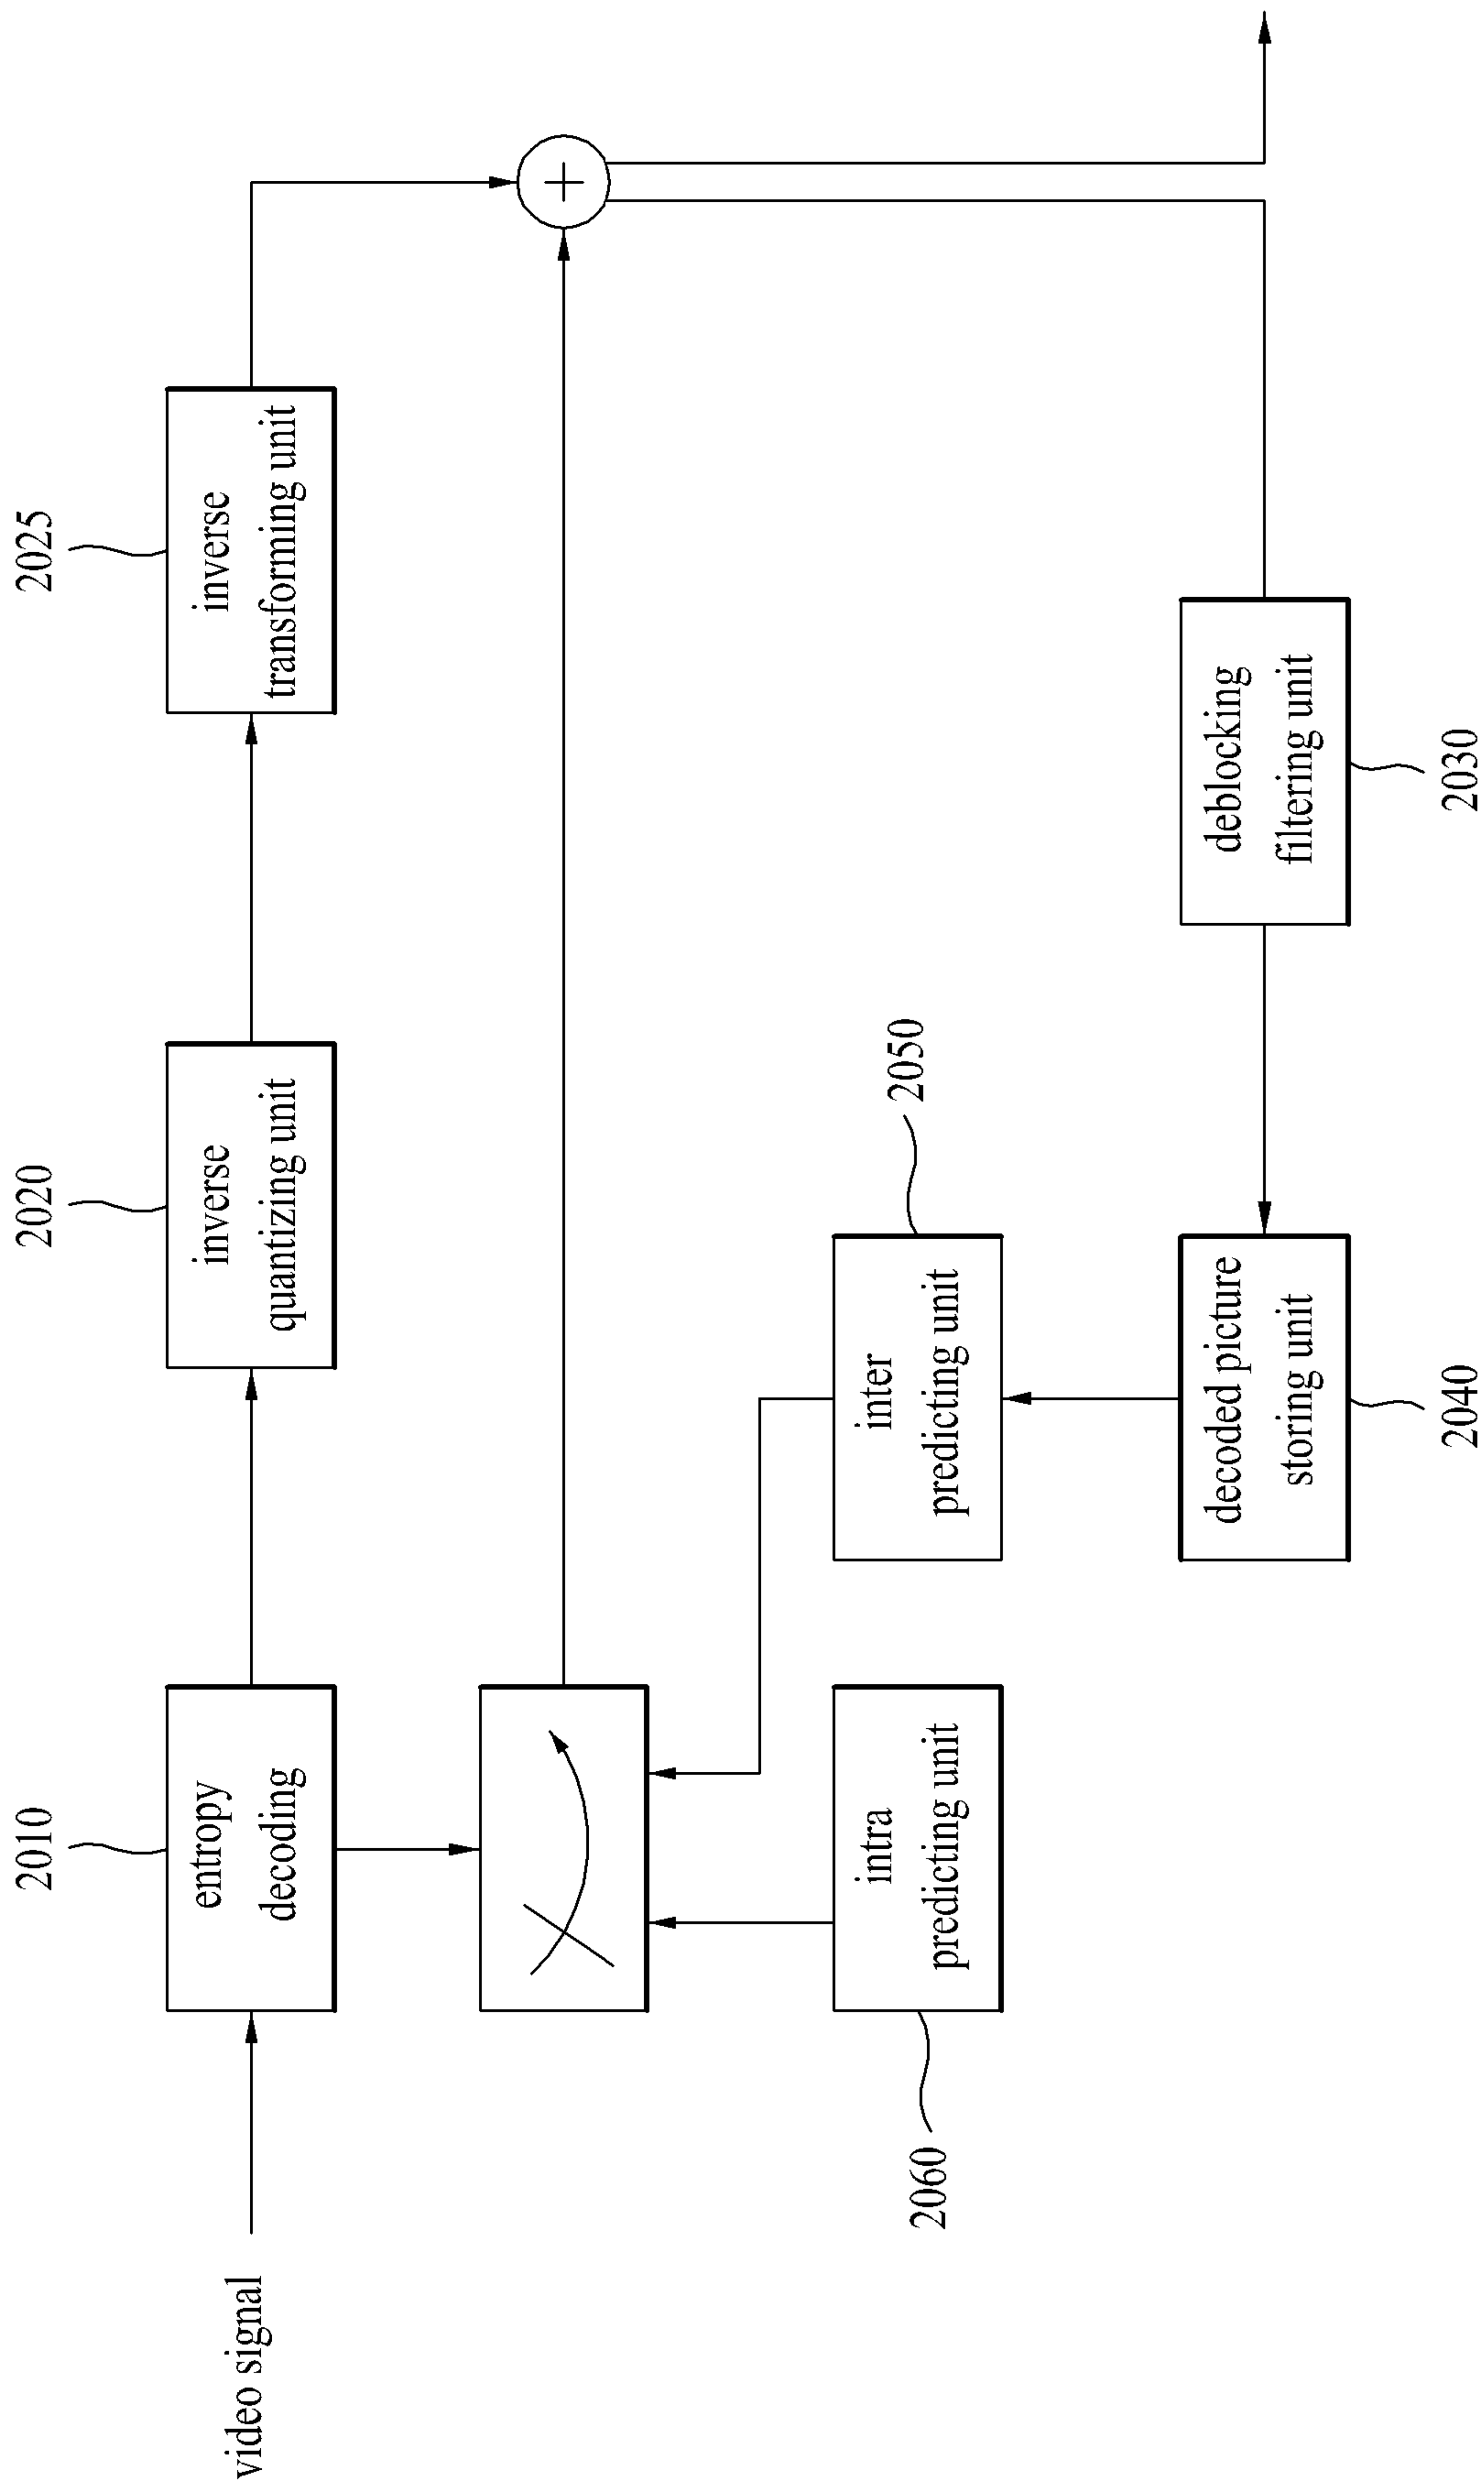 2010
2020
2025
video signal
entropy
decoding
inverse
quantizing unit
inverse
transforming unit
2060
intra
predicting unit
inter
predicting unit
2050
decoded picture
storing unit
deblocking
filtering unit
2040
2030